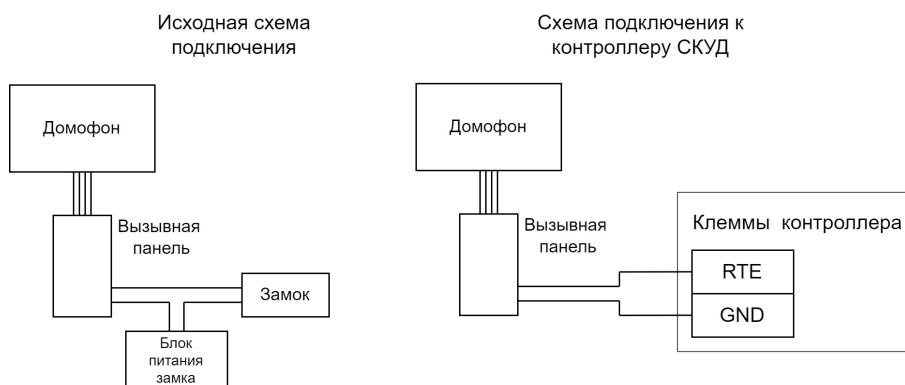 Исходная схема
подключения
Домофон
Вызывная
панель
Замок
Блок
питания
замка
Схема подключения к
контроллеру СКУД
Домофон
Вызывная
панель
Клеммы контроллера
RTE
GND